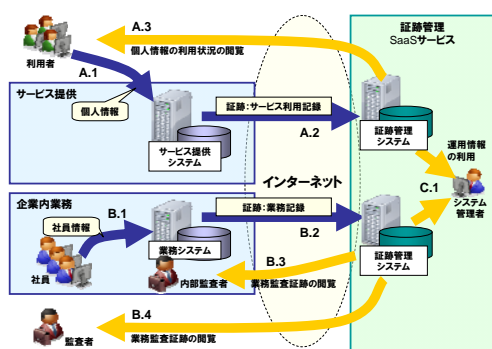 A.3
個人情報の利用状況の閲覧
証跡管理
SaaSサービス
利用者
A.1
サービス提供
個人情報
証跡：サービス利用記録
A.2
サービス提供
システム
証跡管理
システム
運用情報
の利用
インターネット
C.1
システム
管理者
企業内業務
社員情報
B.1
証跡：業務記録
B.2
業務システム
証跡管理
システム
社員
内部監査者
B.3
業務監査証跡の閲覧
B.4
監査者
業務監査証跡の閲覧